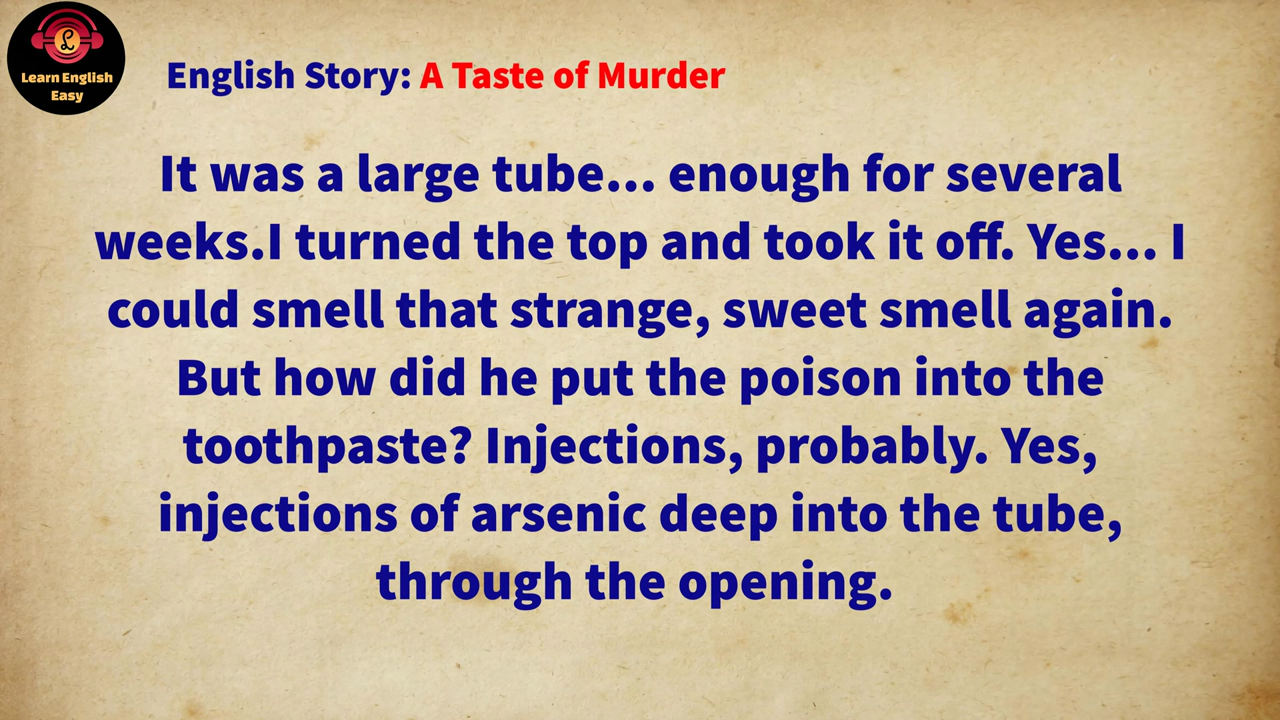 Learn English
Easy
English Story: A Taste of Murder
It was a large tube... enough for several
weeks.I turned the top and took it off. Yes... I
could smell that strange, sweet smell again.
But how did he put the poison into the
toothpaste? Injections, probably. Yes,
injections of arsenic deep into the tube,
through the opening.